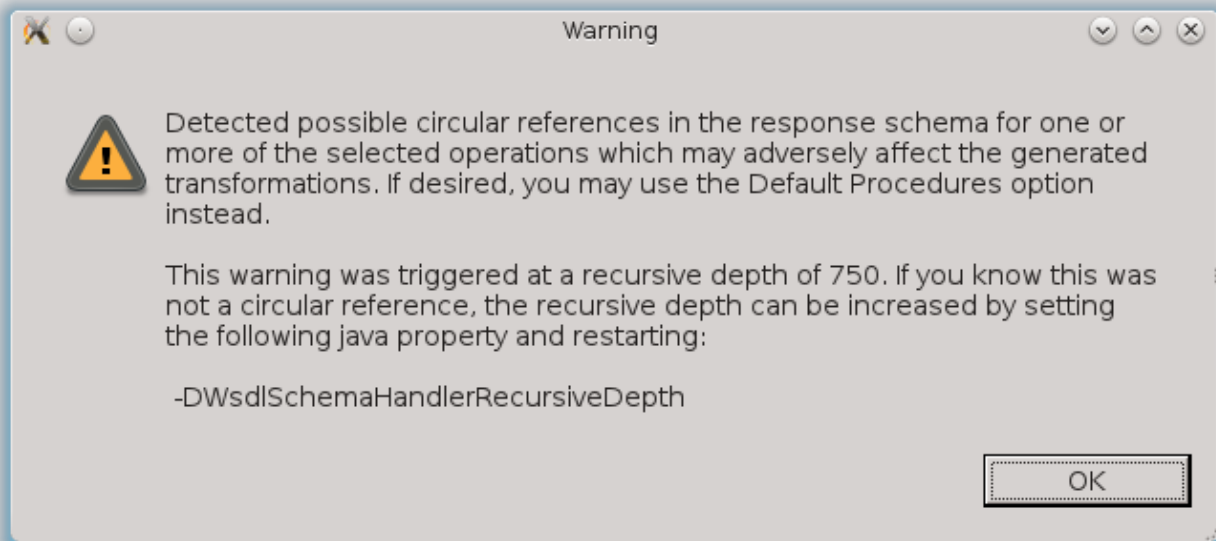 Warning
Detected possible circular references in the response schema for one or
more of the selected operations which may adversely affect the generated
transformations. If desired, you may use the Default Procedures option
instead.
This warning was triggered at a recursive depth of 750. If you know this was
not a circular reference, the recursive depth can be increased by setting
the following java property and restarting:
-DWsdlSchemaHandlerRecursiveDepth
OK